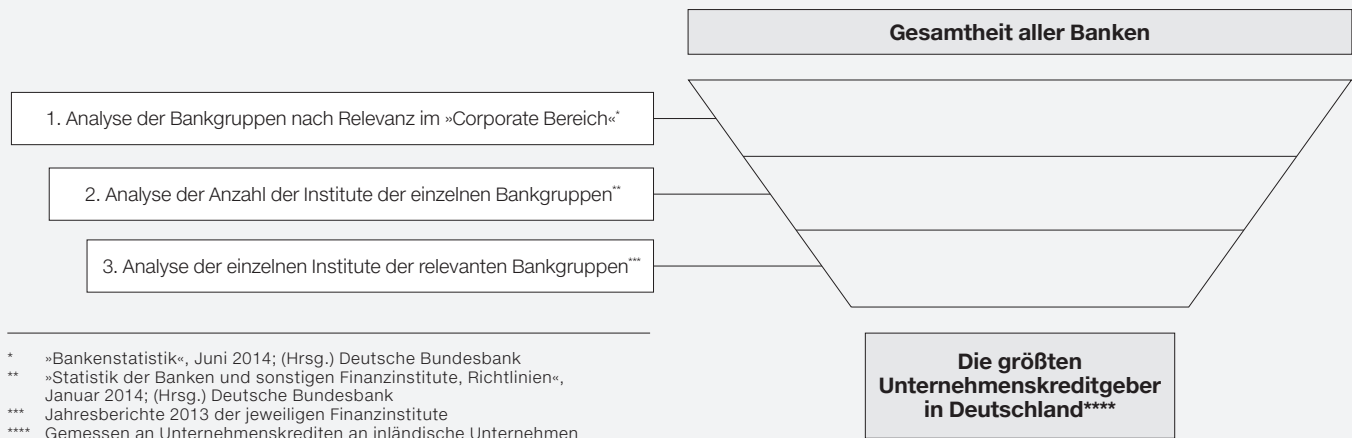 Gesamtheit aller Banken
1. Analyse der Bankgruppen nach Relevanz im »Corporate Bereich«*
2. Analyse der Anzahl der Institute der einzelnen Bankgruppen**
3. Analyse der einzelnen Institute der relevanten Bankgruppen***
* »Bankenstatistik«, Juni 2014; (Hrsg.) Deutsche Bundesbank
** »Statistik der Banken und sonstigen Finanzinstitute, Richtlinien«,
Januar 2014; (Hrsg.) Deutsche Bundesbank
*** Jahresberichte 2013 der jeweiligen Finanzinstitute
**** Gemessen an Unternehmenskrediten an inländische Unternehmen
Die größten
Unternehmenskreditgeber
in Deutschland****